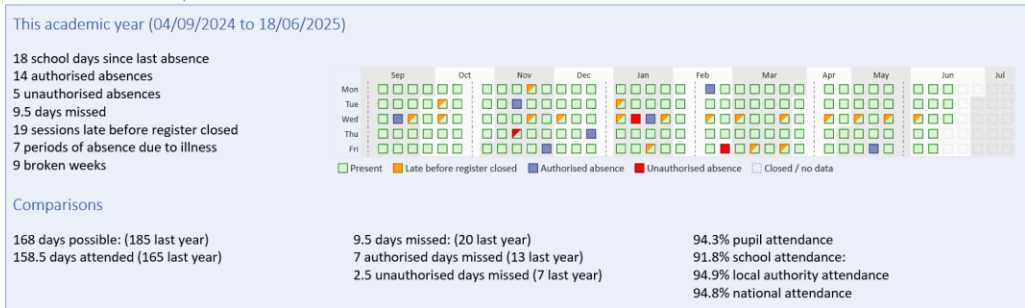 This academic year (04/09/2024 to 18/06/2025)
18 school days since last absence
14 authorised absences
5 unauthorised absences
9.5 days missed
19 sessions late before register closed
7 periods of absence due to illness
9 broken weeks
Sep Oct Nov Dec Jan Feb Mar Apr May Jun Jul
Mon
Tue
Wed
Thu
Fri
Present Late before register closed Authorised absence Unauthorised absence Closed / no data
Comparisons
168 days possible: (185 last year)
158.5 days attended (165 last year)
9.5 days missed: (20 last year)
7 authorised days missed (13 last year)
2.5 unauthorised days missed (7 last year)
94.3% pupil attendance
91.8% school attendance:
94.9% local authority attendance
94.8% national attendance